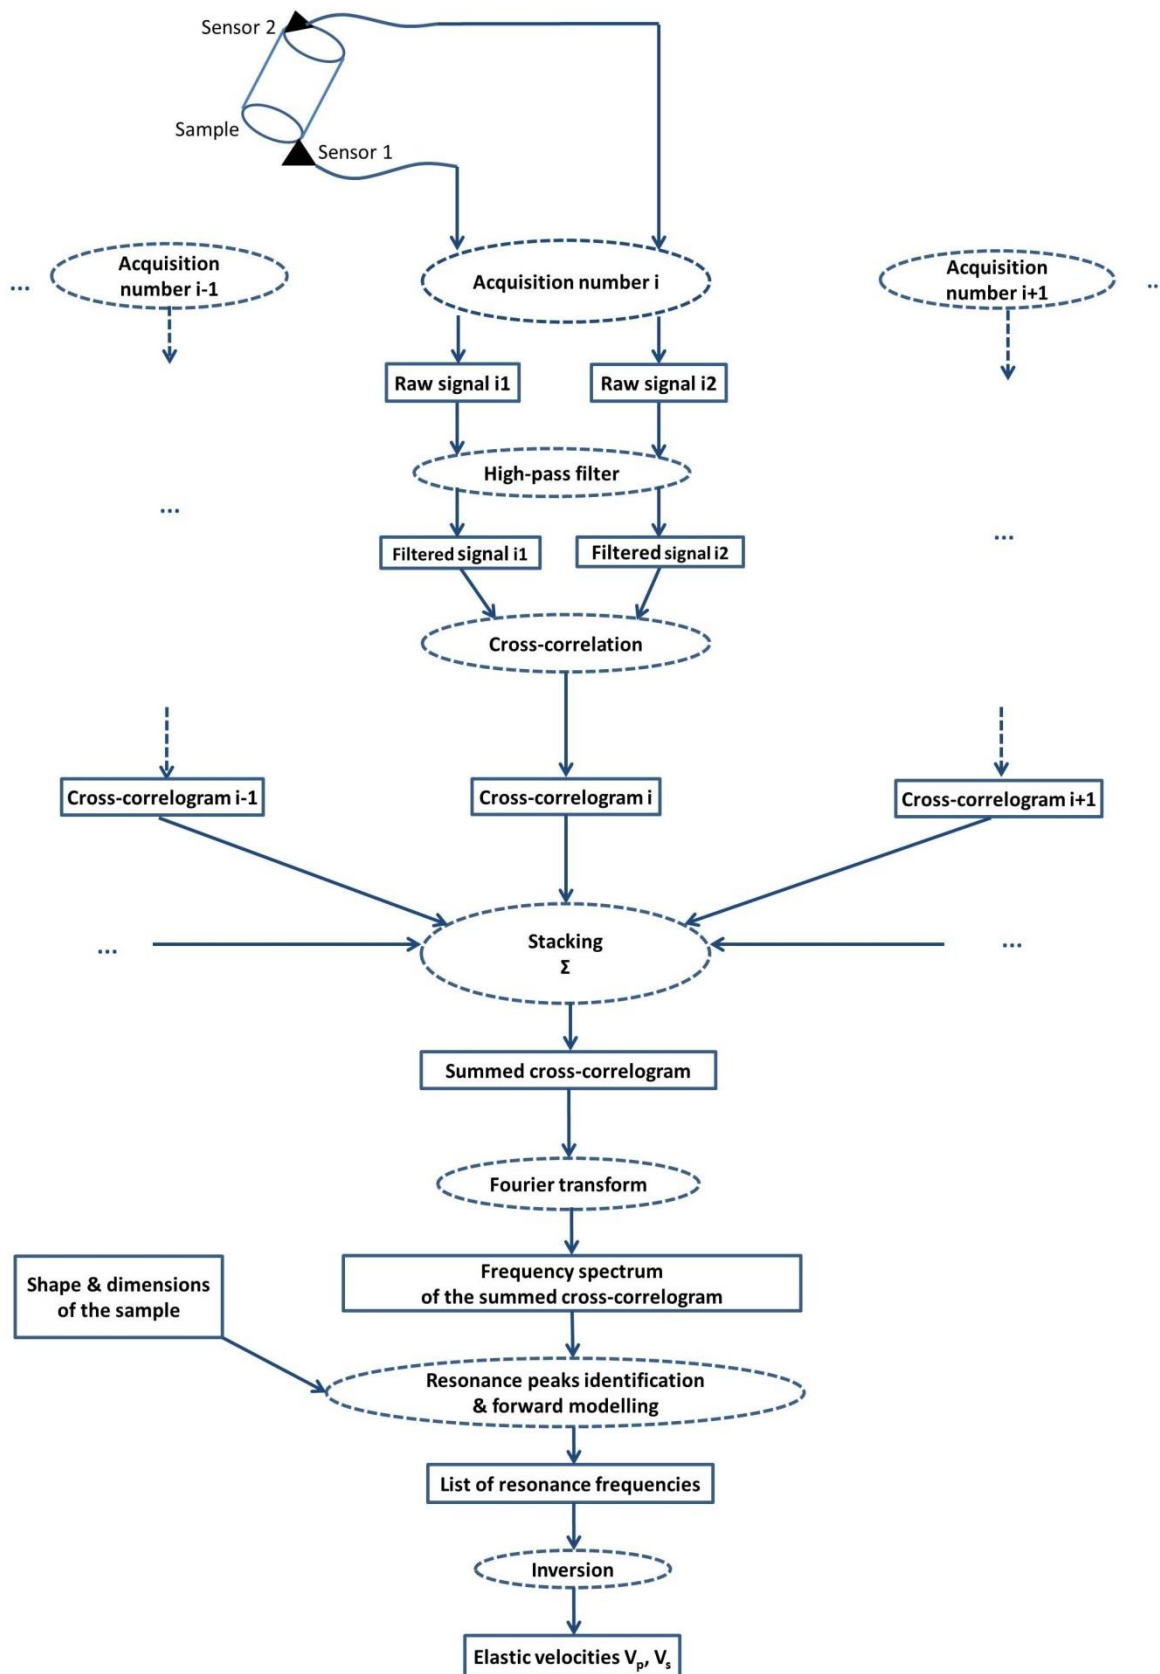 Sensor 2
Sample
Sensor 1
... Acquisition
number i-1
Acquisition number i
Acquisition
number i+1 ...
Raw signal i1
Raw signal i2
High-pass filter
...
...
Filtered signal i1
Filtered signal i2
Cross-correlation
Cross-correlogram i-1
Cross-correlogram i
Cross-correlogram i+1
...
Stacking
Σ
...
Summed cross-correlogram
Fourier transform
Shape & dimensions
of the sample
Frequency spectrum
of the summed cross-correlogram
Resonance peaks identification
& forward modelling
List of resonance frequencies
Inversion
Elastic velocities Vp, Vs